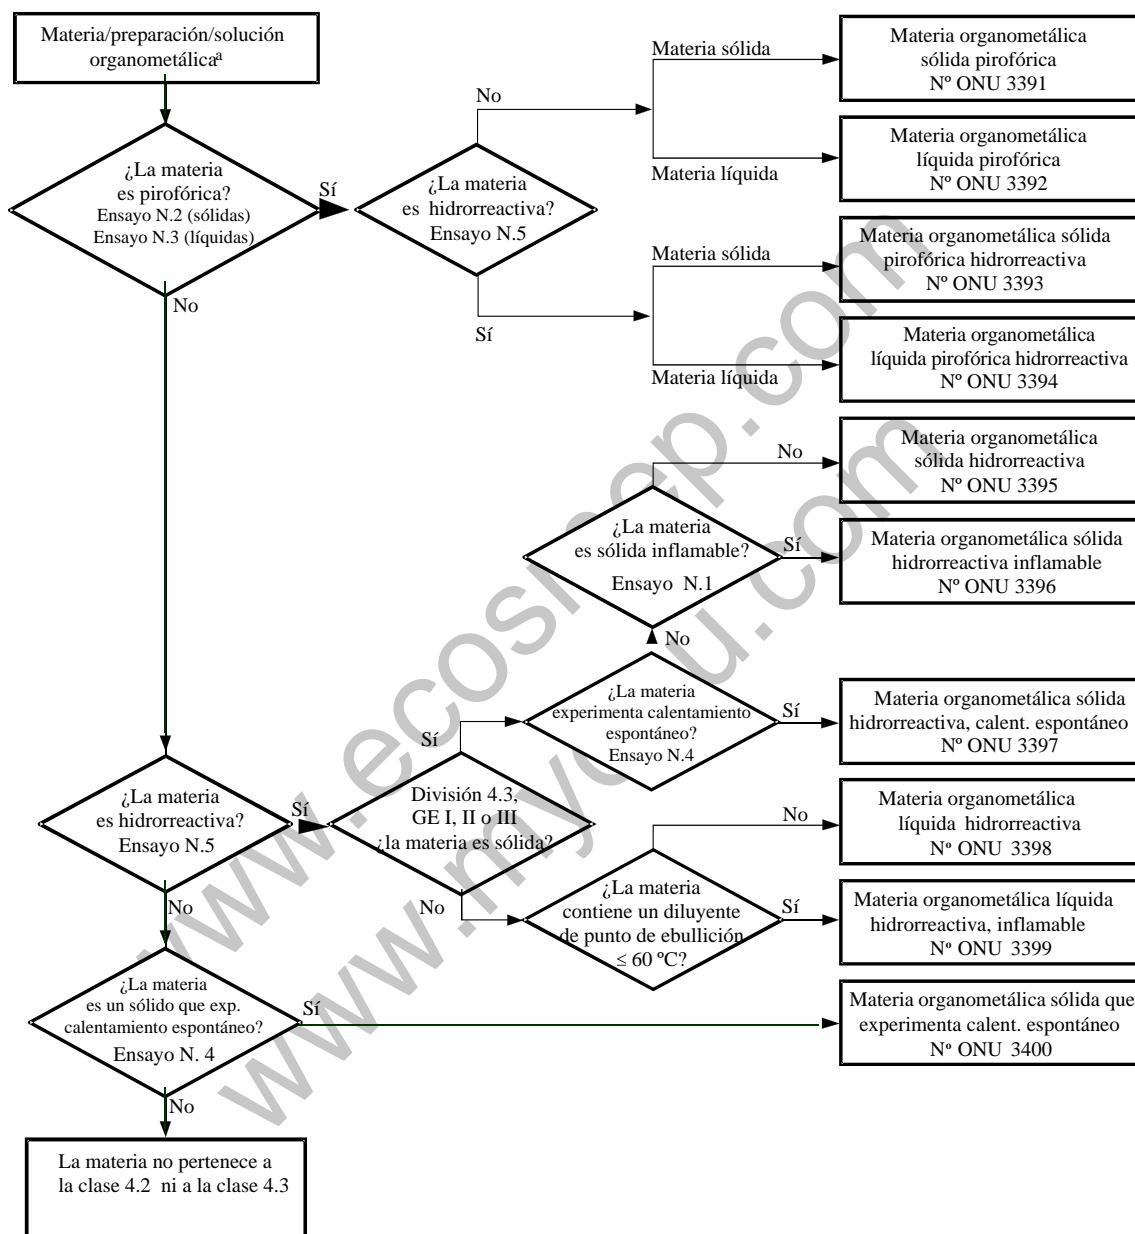 Materia/preparación/solución
organometálicaª
¿La materia
es pirofórica?
Ensayo N.2 (sólidas)
Ensayo N.3 (líquidas)
Sí
No
¿La materia
es hidrorreactiva?
Ensayo N.5
No
Sí
Materia sólida
Materia líquida
Materia organometálica
sólida pirofórica
Nº ONU 3391
Materia organometálica
líquida pirofórica
Nº ONU 3392
Materia sólida
Materia líquida
Materia organometálica sólida
pirofórica hidrorreactiva
Nº ONU 3393
Materia organometálica
líquida pirofórica hidrorreactiva
Nº ONU 3394
No
Materia organometálica
sólida hidrorreactiva
Nº ONU 3395
¿La materia
es sólida inflamable?
Ensayo N.1
Sí
Materia organometálica sólida
hidrorreactiva inflamable
Nº ONU 3396
No
¿La materia
experimenta calentamiento
espontáneo?
Ensayo N.4
Sí
Materia organometálica sólida
hidrorreactiva, calent. espontáneo
Nº ONU 3397
¿La materia
es hidrorreactiva?
Ensayo N.5
Sí
No
Sí
División 4.3,
GE I, II o III
¿la materia es sólida?
No
No
Materia organometálica
líquida hidrorreactiva
Nº ONU 3398
¿La materia
contiene un diluyente
de punto de ebullición
≤ 60 ºC?
Sí
Materia organometálica líquida
hidrorreactiva, inflamable
Nº ONU 3399
¿La materia
es un sólido que exp.
calentamiento espontáneo?
Ensayo N. 4
Sí
Materia organometálica sólida que
experimenta calent. espontáneo
Nº ONU 3400
No
La materia no pertenece a
la clase 4.2 ni a la clase 4.3